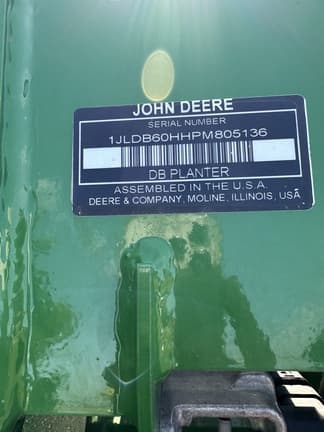 JOHN DEERE
SERIAL NUMBER
1JLDB60HHPM805136
DB PLANTER
ASSEMBLED IN THE U.S.A.
DEERE & COMPANY, MOLINE, ILLINOIS, USA